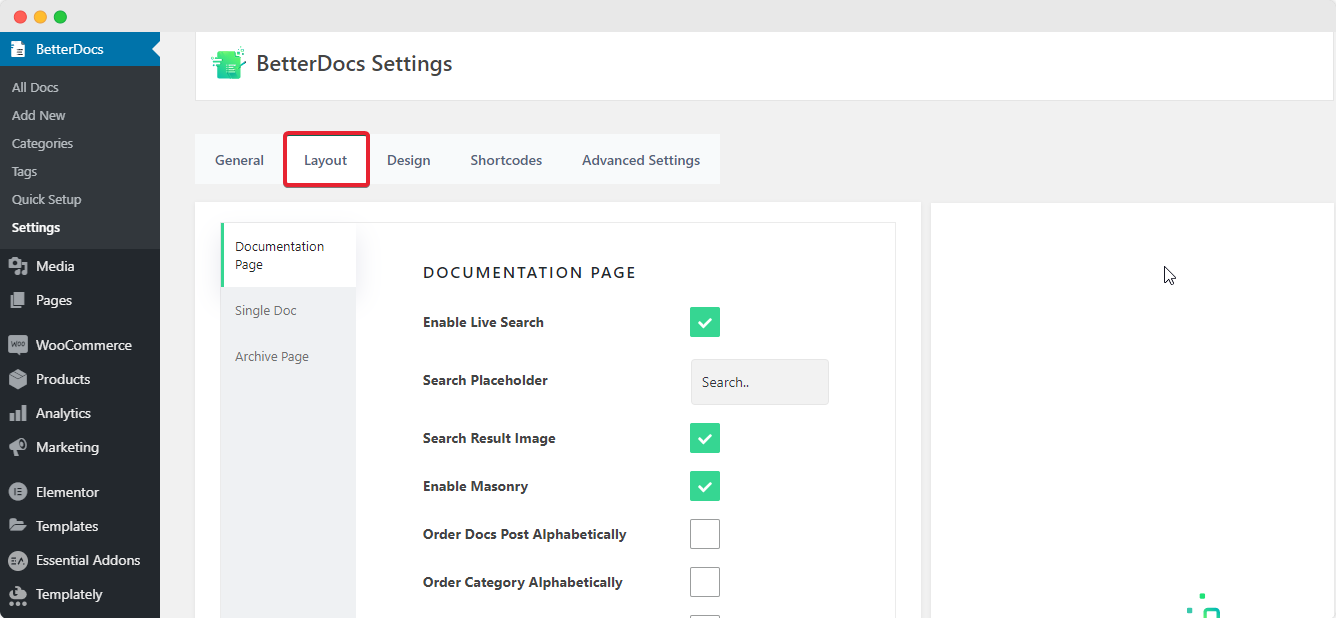 BetterDocs
All Docs
Add New
Categories
Tags
Quick Setup
Settings
Media
Pages
WooCommerce
Products
Analytics
Marketing
Elementor
Templates
Essential Addons
Templately
BetterDocs Settings
General
Layout
Design
Shortcodes
Advanced Settings
Documentation
Page
Single Doc
Archive Page
DOCUMENTATION PAGE
Enable Live Search
Search Placeholder
Search..
Search Result Image
Enable Masonry
Order Docs Post Alphabetically
Order Category Alphabetically